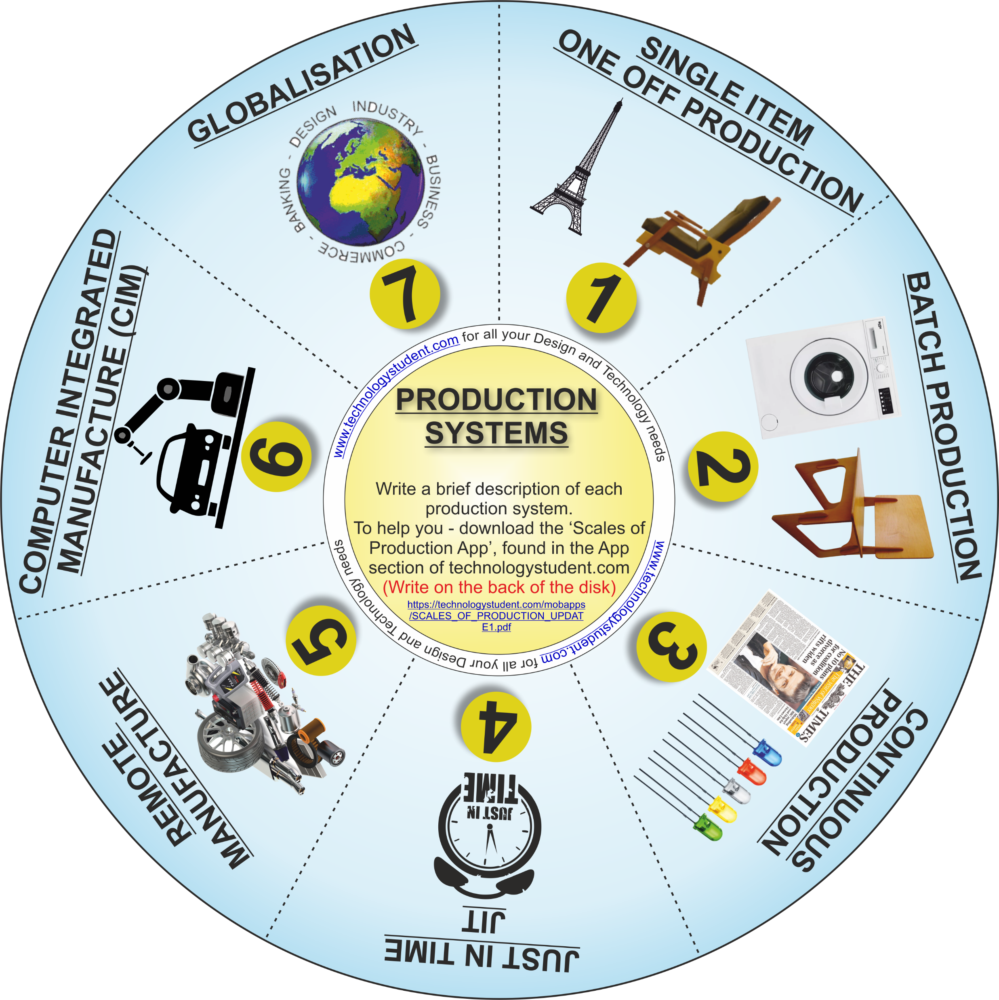 PRODUCTION
SYSTEMS
Write a brief description of each
production system.
To help you - download the ‘Scales of
Production App’, found in the App
section of technologystudent.com
(Write on the back of the disk)
https://technologystudent.com/mobapps
/SCALES_OF_PRODUCTION_UPDAT
E1.pdf
www.technologystudent.com for all your Design and Technology needs
www.technologystudent.com for all your Design and Technology needs
SINGLE ITEM
ONE OFF PRODUCTION
1
BATCH PRODUCTION
2
CONTINUOUS
PRODUCTION
3
THE TIMES
The year of Wagner
No 10 plans
for coalition
divorce as
rifts widen
JUST IN TIME
JIT
JUST IN
TIME
4
REMOTE
MANUFACTURE
5
COMPUTER INTEGRATED
MANUFACTURE (CIM)
6
GLOBALISATION
DESIGN INDUSTRY - BUSINESS - COMMERCE - BANKING -
7